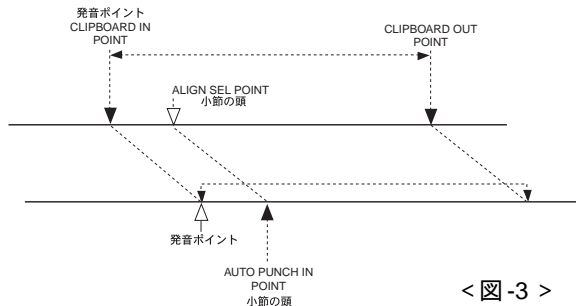 発音ポイント
CLIPBOARD IN
POINT
CLIPBOARD OUT
POINT
ALIGN SEL POINT
小節の頭
発音ポイント
AUTO PUNCH IN
POINT
小節の頭
<図-3 >